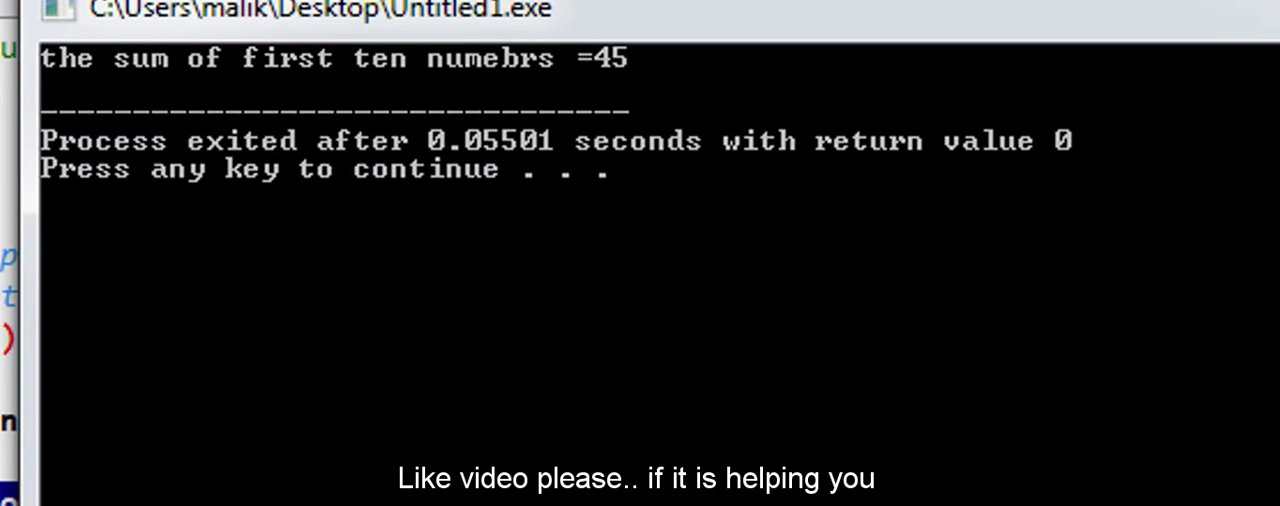 C:\Users\malik\Desktop\Untitled1.exe
the sum of first ten numebrs =45
--------------------------------
Process exited after 0.05501 seconds with return value 0
Press any key to continue . . .
Like video please.. if it is helping you